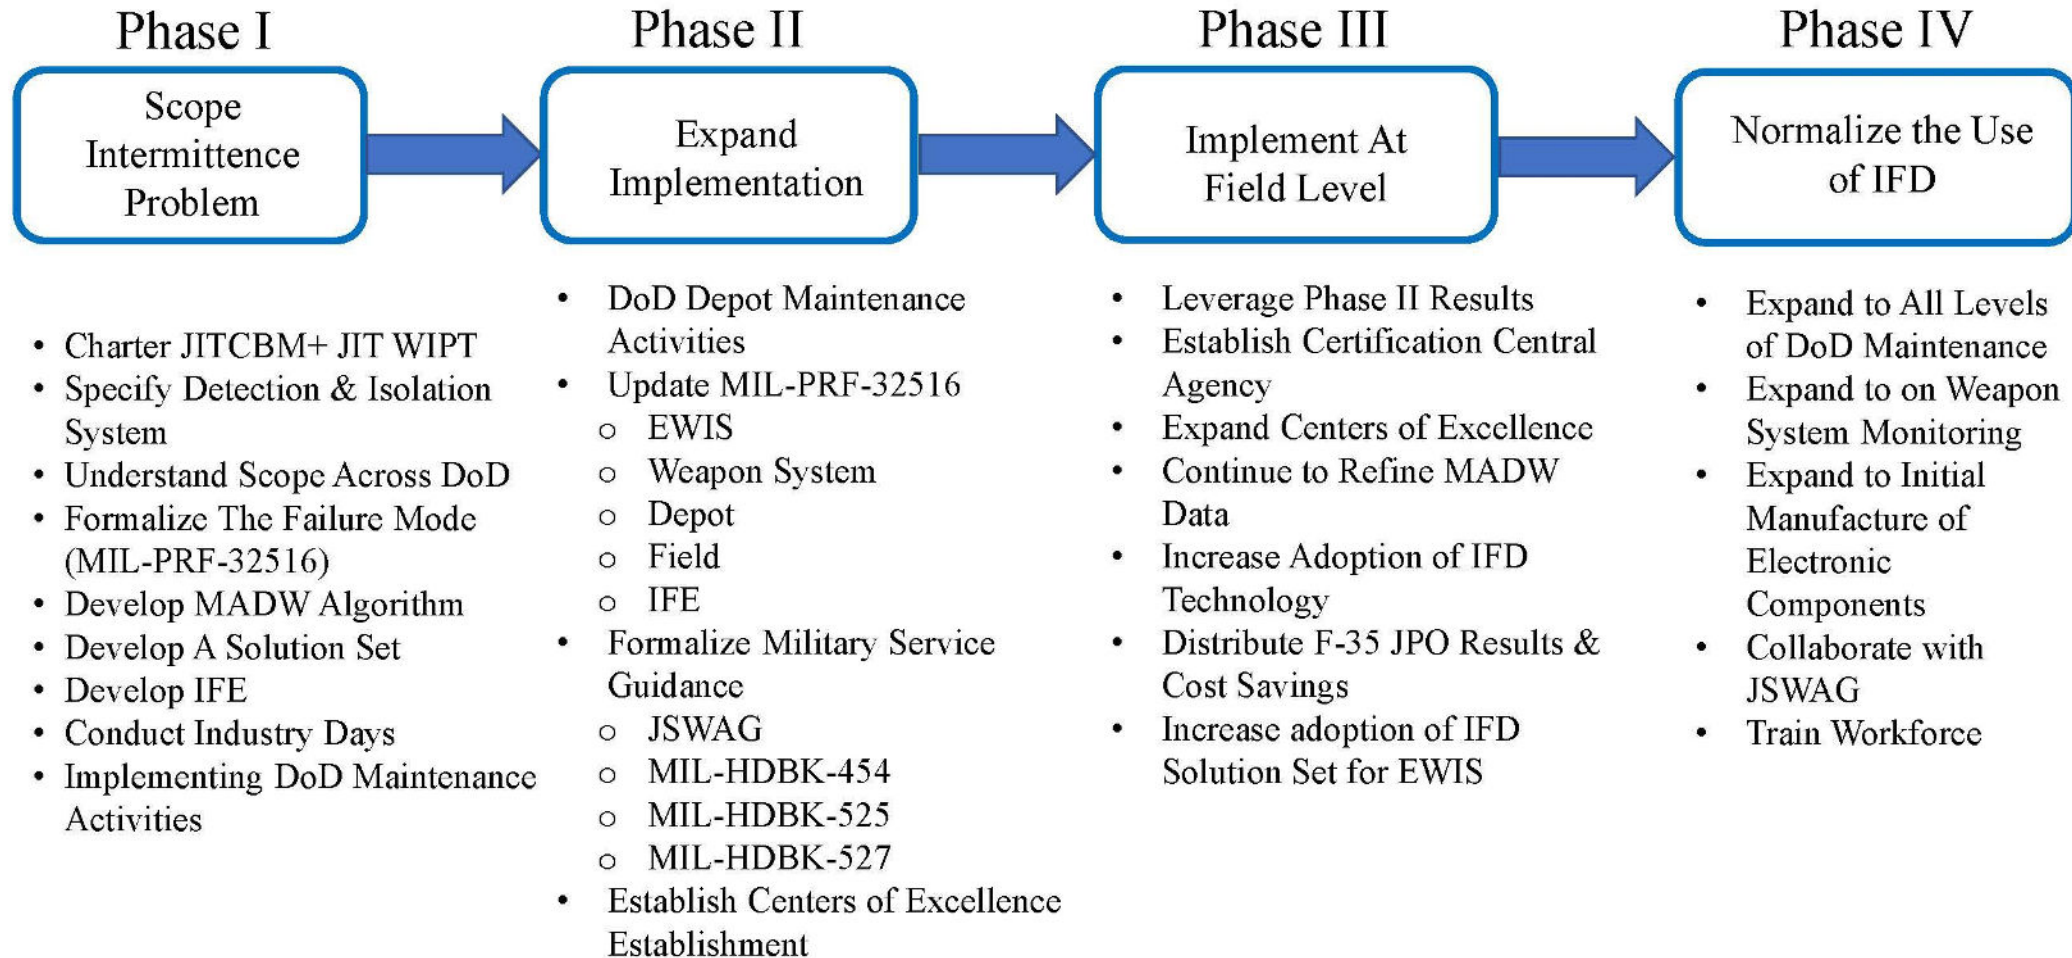 Phase I
Scope
Intermittence
Problem
• Charter JITCBM+ JIT WIPT
• Specify Detection & Isolation
System
• Understand Scope Across DoD
• Formalize The Failure Mode
(MIL-PRF-32516)
• Develop MADW Algorithm
• Develop A Solution Set
• Develop IFE
• Conduct Industry Days
• Implementing DoD Maintenance
Activities
Phase II
Expand
Implementation
• DoD Depot Maintenance
Activities
• Update MIL-PRF-32516
o EWIS
o Weapon System
o Depot
o Field
o IFE
• Formalize Military Service
Guidance
o JSWAG
o MIL-HDBK-454
o MIL-HDBK-525
o MIL-HDBK-527
• Establish Centers of Excellence
Establishment
Phase III
Implement At
Field Level
• Leverage Phase II Results
• Establish Certification Central
Agency
• Expand Centers of Excellence
• Continue to Refine MADW
Data
• Increase Adoption of IFD
Technology
• Distribute F-35 JPO Results &
Cost Savings
• Increase adoption of IFD
Solution Set for EWIS
Phase IV
Normalize the Use
of IFD
• Expand to All Levels
of DoD Maintenance
• Expand to on Weapon
System Monitoring
• Expand to Initial
Manufacture of
Electronic
Components
• Collaborate with
JSWAG
• Train Workforce